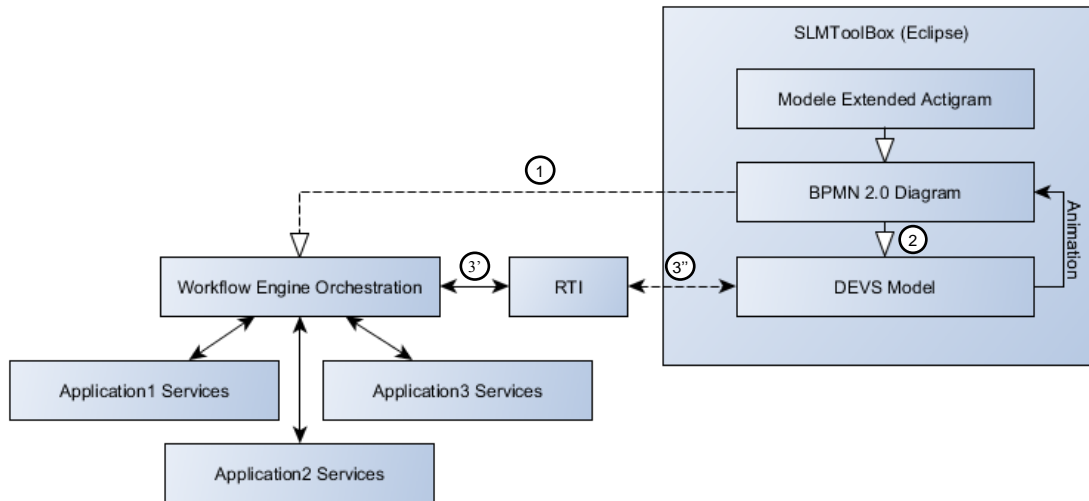 SLMToolBox (Eclipse)
Modele Extended Actigram
1
BPMN 2.0 Diagram
Animation
2
3’
3”
Workflow Engine Orchestration
RTI
DEVS Model
Application1 Services
Application3 Services
Application2 Services